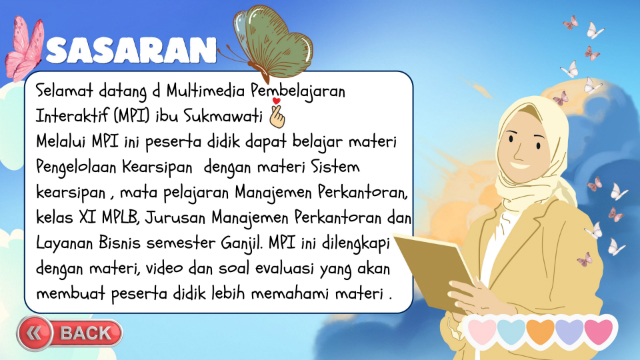 SASARAN
Selamat datang d Multimedia Pembelajaran
Interaktif (MPI) ibu Sukmawati
Melalui MPI ini peserta didik dapat belajar materi
Pengelolaan Kearsipan dengan materi Sistem
kearsipan , mata pelajaran Manajemen Perkantoran,
kelas XI MPLB, Jurusan Manajemen Perkantoran dan
Layanan Bisnis semester Ganjil. MPI ini dilengkapi
dengan materi, video dan soal evaluasi yang akan
membuat peserta didik lebih memahami materi .
BACK